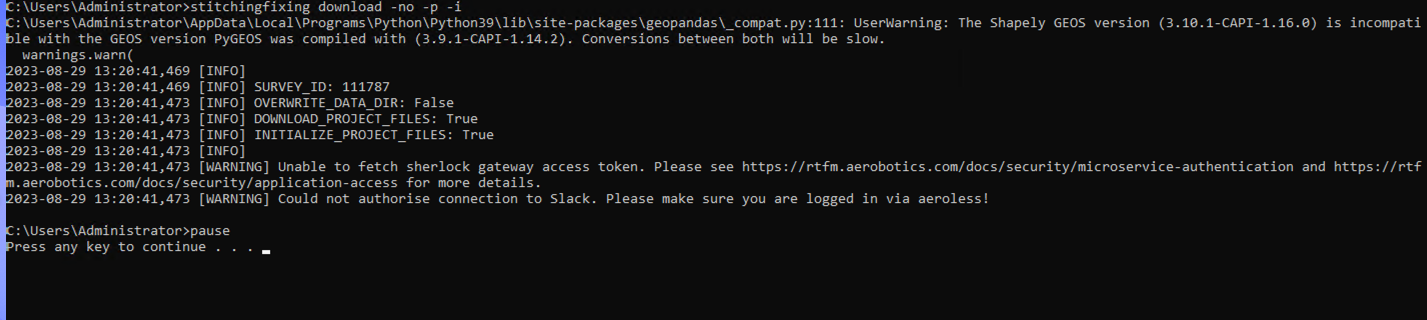 C:\Users\Administrator>stitchingfixing download -no -p -i
C:\Users\Administrator\AppData\Local\Programs\Python\Python39\lib\site-packages\geopandas\_compat.py:111: UserWarning: The Shapely GEOS version (3.10.1-CAPI-1.16.0) is incompati
ble with the GEOS version PyGEOS was compiled with (3.9.1-CAPI-1.14.2). Conversions between both will be slow.
  warnings.warn(
2023-08-29 13:20:41,469 [INFO]
2023-08-29 13:20:41,469 [INFO] SURVEY_ID: 111787
2023-08-29 13:20:41,473 [INFO] OVERWRITE_DATA_DIR: False
2023-08-29 13:20:41,473 [INFO] DOWNLOAD_PROJECT_FILES: True
2023-08-29 13:20:41,473 [INFO] INITIALIZE_PROJECT_FILES: True
2023-08-29 13:20:41,473 [INFO]
2023-08-29 13:20:41,473 [WARNING] Unable to fetch sherlock gateway access token. Please see https://rtfm.aerobotics.com/docs/security/microservice-authentication and https://rtf
m.aerobotics.com/docs/security/application-access for more details.
2023-08-29 13:20:41,473 [WARNING] Could not authorise connection to Slack. Please make sure you are logged in via aeroless!

C:\Users\Administrator>pause
Press any key to continue . . .